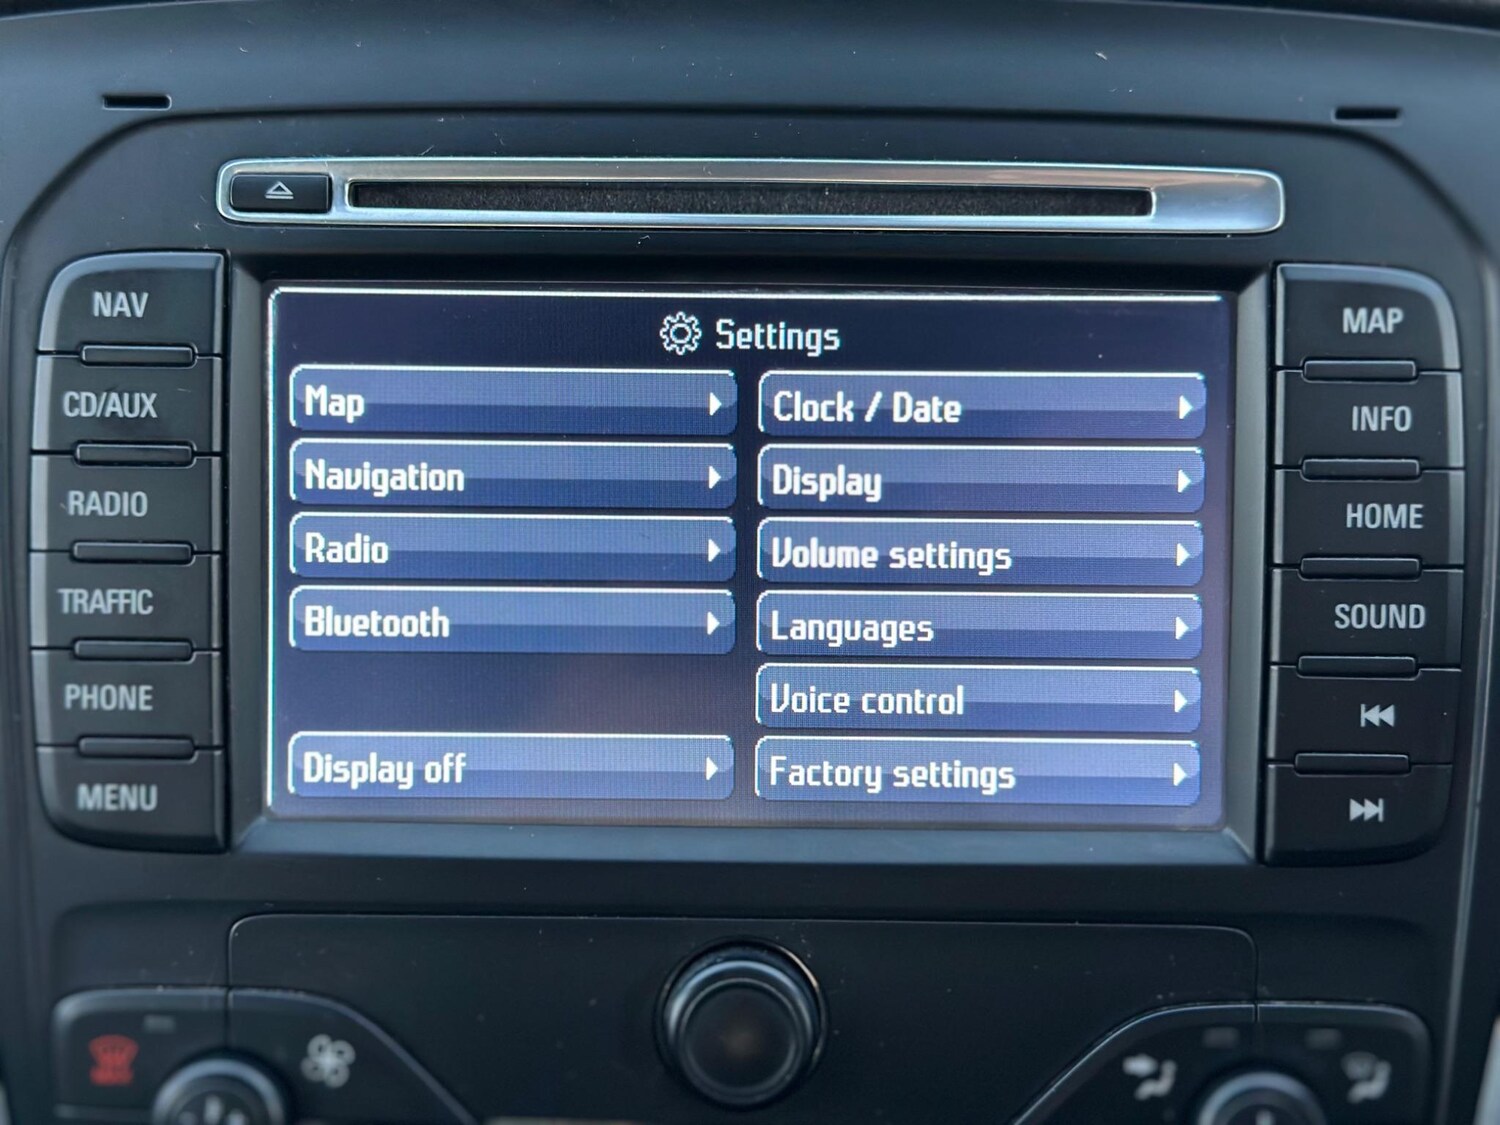 NAV
CD/AUX
RADIO
TRAFFIC
PHONE
MENU
Settings
Map
Navigation
Radio
Bluetooth
Display off
Clock / Date
Display
Volume settings
Languages
Voice control
Factory settings
MAP
INFO
HOME
SOUND